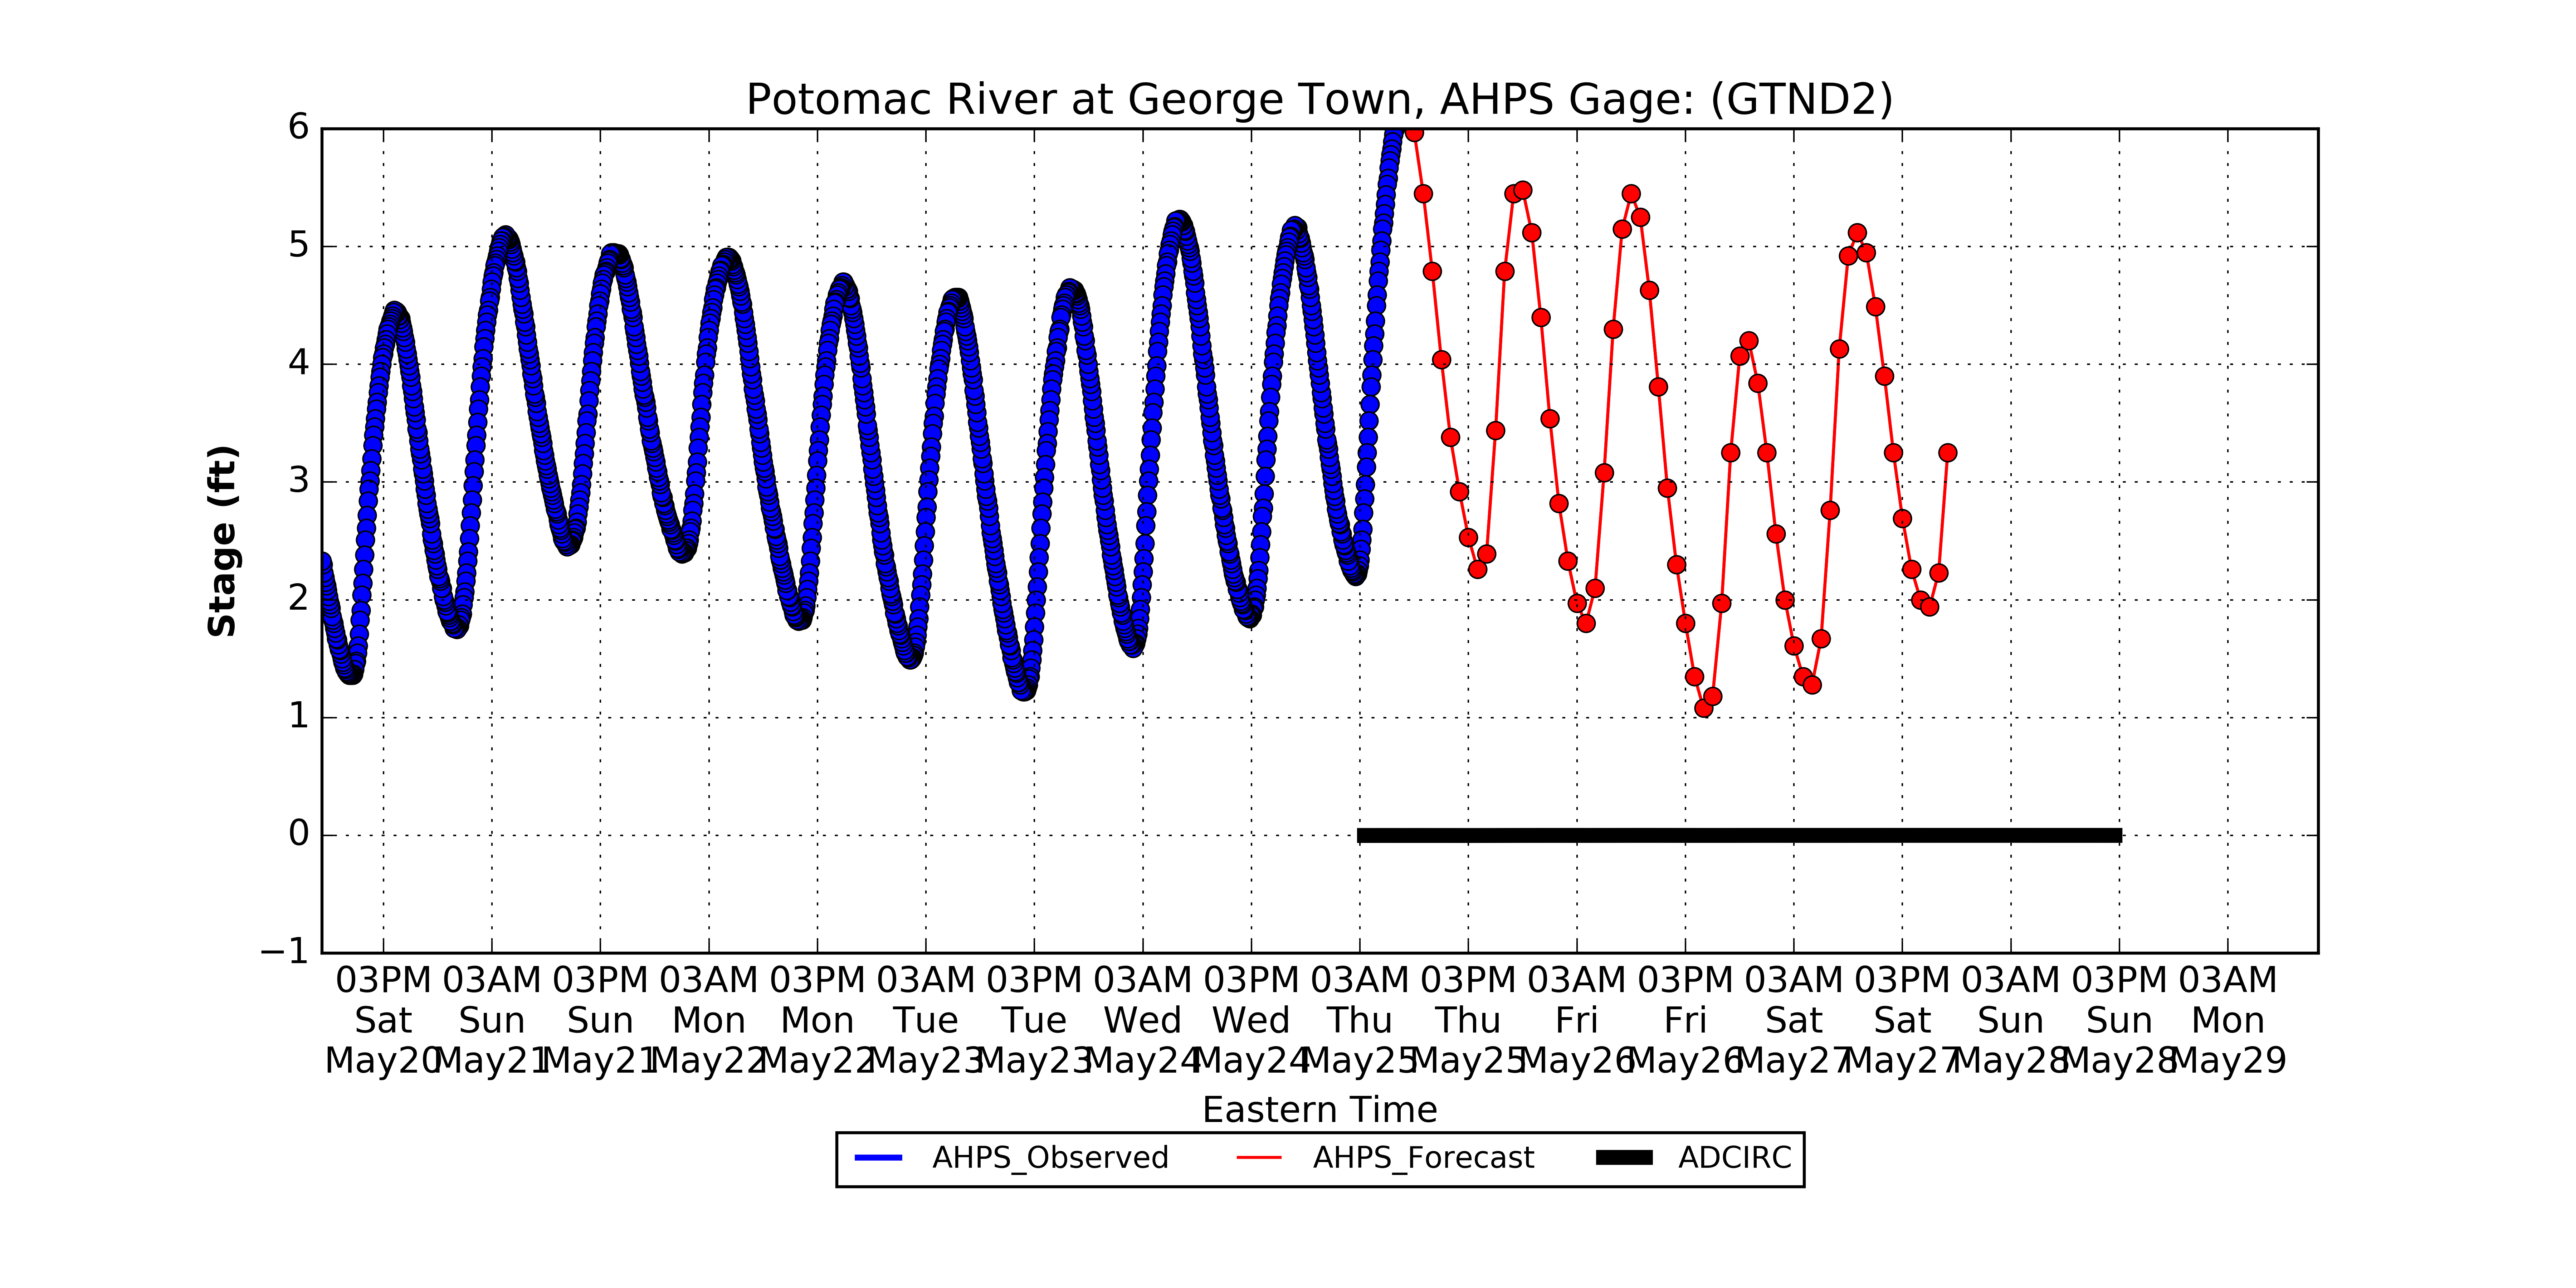 Potomac River at George Town, AHPS Gage: (GTND2)
6
5
4
3
2
1
0
−1
Stage (ft)
03PM 03AM 03PM 03AM 03PM 03AM 03PM 03AM 03PM 03AM 03PM 03AM 03PM 03AM 03PM 03AM 03PM 03AM
Sat Sun Sun Mon Mon Tue Tue Wed Wed Thu Thu Fri Fri Sat Sat Sun Sun Mon
May20 May21 May21 May22 May22 May23 May23 May24 May24 May25 May25 May26 May26 May27 May27 May28 May28 May29
Eastern Time
AHPS_Observed AHPS_Forecast ADCIRC